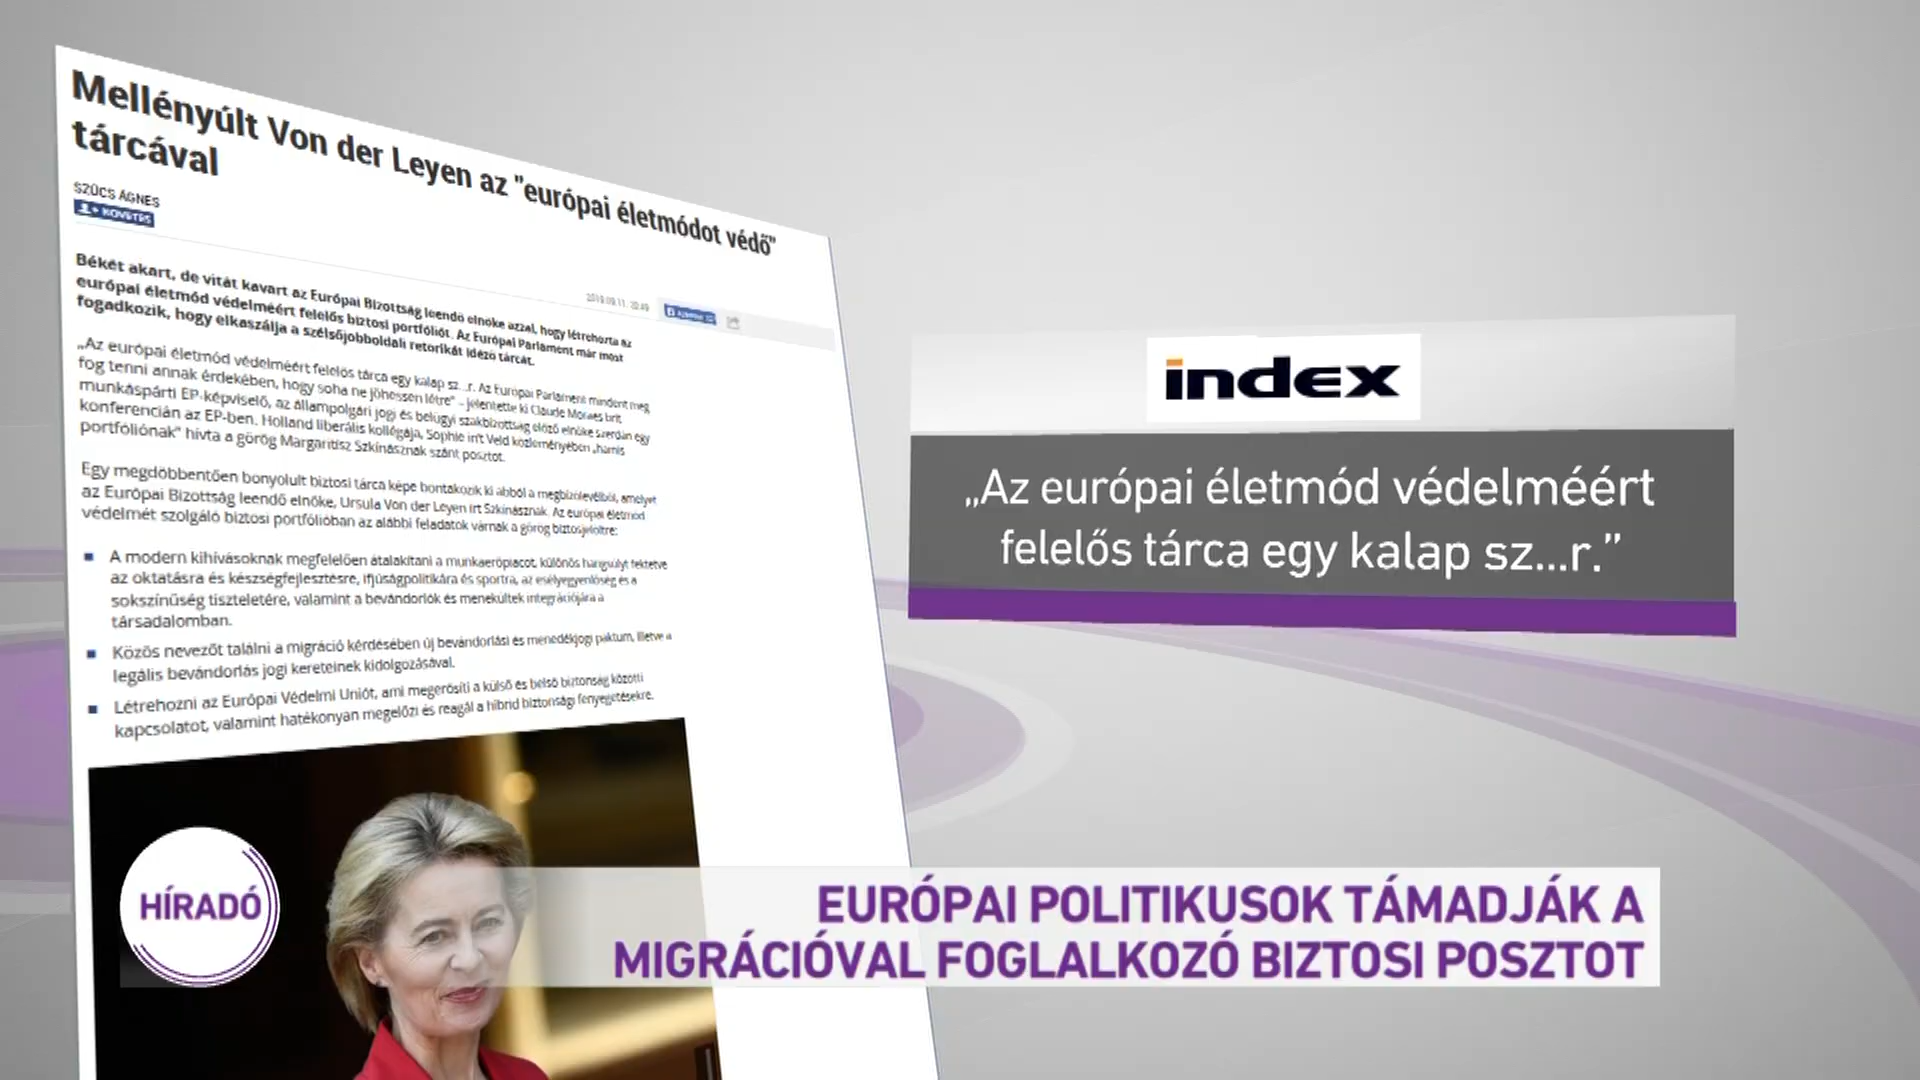 Mellényúlt Von der Leyen az "európai életmódot védő"
tárcával
SZŰCS ÁGNES
KÖVETÉS
2019.09.11. 20:49
Békét akart, de vitát kavart az Európai Bizottság leendő elnöke azzal, hogy létrehozta az
európai életmód védelméért felelős biztosi portfóliót. Az Európai Parlament már most
fogadkozik, hogy elkaszálja a szélsőjobboldali retorikát idéző tárcát.
„Az európai életmód védelméért felelős tárca egy kalap sz...r. Az Európai Parlament mindent meg
fog tenni annak érdekében, hogy soha ne jöhessen létre” - jelentette ki Claude Moraes brit
munkáspárti EP-képviselő, az állampolgári jogi és belügyi szakbizottság előző elnöke szerdán egy
konferencián az EP-ben. Holland liberális kollégája, Sophie in't Veld közleményében „hamis
portfóliónak” hívta a görög Margaritisz Szkinásznak szánt posztot.
Egy megdöbbentően bonyolult biztosi tárca képe bontakozik ki abból a megbízólevélből, amelyet
az Európai Bizottság leendő elnöke, Ursula Von der Leyen írt Szkinásznak. Az európai életmód
védelmét szolgáló biztosi portfólióban az alábbi feladatok várnak a görög biztosjelöltre:
A modern kihívásoknak megfelelően átalakítani a munkaerőpiacot, különös hangsúlyt fektetve
az oktatásra és készségfejlesztésre, ifjúságpolitikára és sportra, az esélyegyenlőség és a
sokszínűség tiszteletére, valamint a bevándorlók és menekültek integrációjára a
társadalomban.
Közös nevezőt találni a migráció kérdésében új bevándorlási és menedékjogi paktum, illetve a
legális bevándorlás jogi kereteinek kidolgozásával.
Létrehozni az Európai Védelmi Uniót, ami megerősíti a külső és belső biztonság közötti
kapcsolatot, valamint hatékonyan megelőzi és reagál a hibrid biztonsági fenyegetésekre.
index
„Az európai életmód védelméért
felelős tárca egy kalap sz...r.”
HÍRADÓ
EURÓPAI POLITIKUSOK TÁMADJÁK A
MIGRÁCIÓVAL FOGLALKOZÓ BIZTOSI POSZTOT